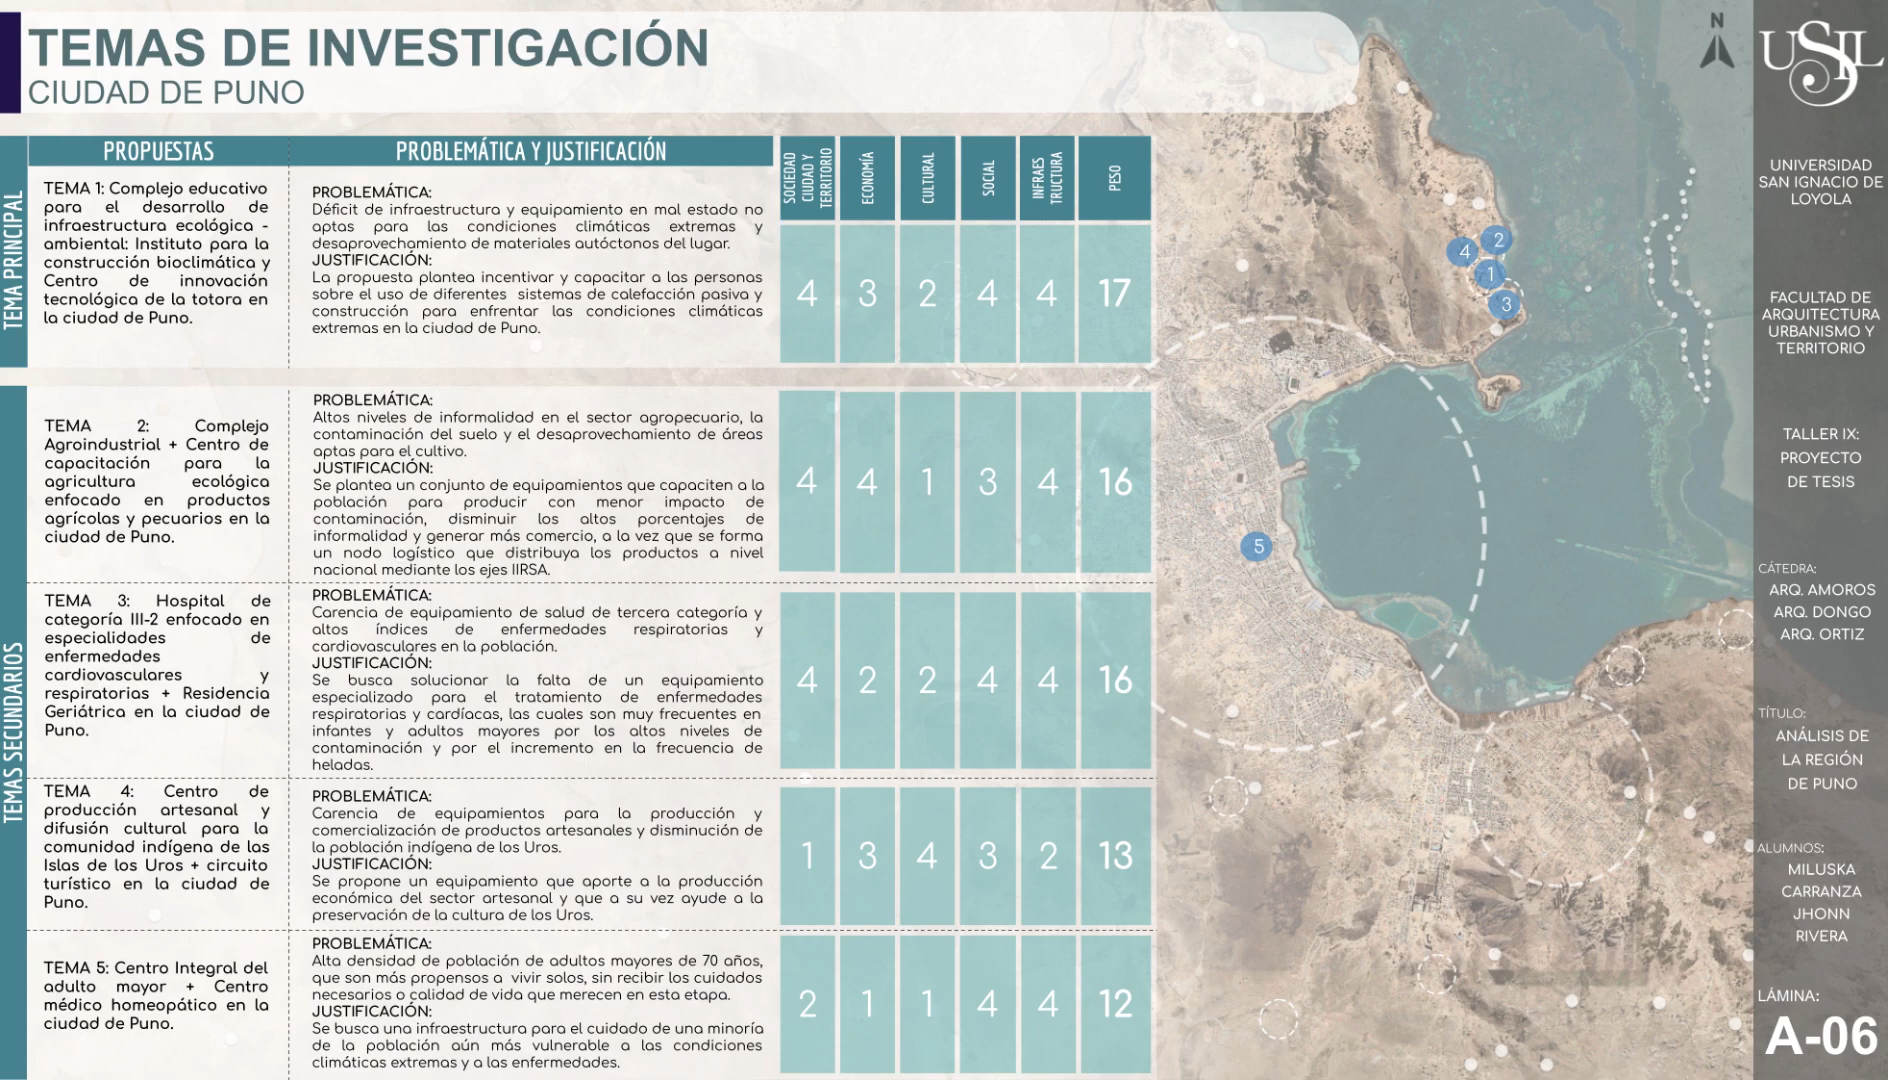 TEMAS DE INVESTIGACIÓN
CIUDAD DE PUNO
PROPUESTAS
PROBLEMÁTICA Y JUSTIFICACIÓN
SOCIEDAD
CIUDAD Y
TERRITORIO
ECONOMÍA
CULTURAL
SOCIAL
INFRAES
TRUCTURA
PESO
TEMA PRINCIPAL
TEMA 1: Complejo educativo
para el desarrollo de
infraestructura ecológica -
ambiental: Instituto para la
construcción bioclimática y
Centro de innovación
tecnológica de la totora en
la ciudad de Puno.
PROBLEMÁTICA:
Déficit de infraestructura y equipamiento en mal estado no
aptas para las condiciones climáticas extremas y
desaprovechamiento de materiales autóctonos del lugar.
JUSTIFICACIÓN:
La propuesta plantea incentivar y capacitar a las personas
sobre el uso de diferentes sistemas de calefacción pasiva y
construcción para enfrentar las condiciones climáticas
extremas en la ciudad de Puno.
4 3 2 4 4 17
TEMAS SECUNDARIOS
TEMA 2: Complejo
Agroindustrial + Centro de
capacitación para la
agricultura ecológica
enfocado en productos
agrícolas y pecuarios en la
ciudad de Puno.
PROBLEMÁTICA:
Altos niveles de informalidad en el sector agropecuario, la
contaminación del suelo y el desaprovechamiento de áreas
aptas para el cultivo.
JUSTIFICACIÓN:
Se plantea un conjunto de equipamientos que capaciten a la
población para producir con menor impacto de
contaminación, disminuir los altos porcentajes de
informalidad y generar más comercio, a la vez que se forma
un nodo logístico que distribuya los productos a nivel
nacional mediante los ejes IIRSA.
4 4 1 3 4 16
TEMA 3: Hospital de
categoría III-2 enfocado en
especialidades de
enfermedades
cardiovasculares y
respiratorias + Residencia
Geriátrica en la ciudad de
Puno.
PROBLEMÁTICA:
Carencia de equipamiento de salud de tercera categoría y
altos índices de enfermedades respiratorias y
cardiovasculares en la población.
JUSTIFICACIÓN:
Se busca solucionar la falta de un equipamiento
especializado para el tratamiento de enfermedades
respiratorias y cardíacas, las cuales son muy frecuentes en
infantes y adultos mayores por los altos niveles de
contaminación y por el incremento en la frecuencia de
heladas.
4 2 2 4 4 16
TEMA 4: Centro de
producción artesanal y
difusión cultural para la
comunidad indígena de las
Islas de los Uros + circuito
turístico en la ciudad de
Puno.
PROBLEMÁTICA:
Carencia de equipamientos para la producción y
comercialización de productos artesanales y disminución de
la población indígena de los Uros.
JUSTIFICACIÓN:
Se propone un equipamiento que aporte a la producción
económica del sector artesanal y que a su vez ayude a la
preservación de la cultura de los Uros.
1 3 4 3 2 13
TEMA 5: Centro Integral del
adulto mayor + Centro
médico homeopático en la
ciudad de Puno.
PROBLEMÁTICA:
Alta densidad de población de adultos mayores de 70 años,
que son más propensos a vivir solos, sin recibir los cuidados
necesarios o calidad de vida que merecen en esta etapa.
JUSTIFICACIÓN:
Se busca una infraestructura para el cuidado de una minoría
de la población aún más vulnerable a las condiciones
climáticas extremas y a las enfermedades.
2 1 1 4 4 12
N
2
4
1
3
5
USIL
UNIVERSIDAD
SAN IGNACIO DE
LOYOLA
FACULTAD DE
ARQUITECTURA
URBANISMO Y
TERRITORIO
TALLER IX:
PROYECTO
DE TESIS
CÁTEDRA:
ARQ. AMOROS
ARQ. DONGO
ARQ. ORTIZ
TÍTULO:
ANÁLISIS DE
LA REGIÓN
DE PUNO
ALUMNOS:
MILUSKA
CARRANZA
JHONN
RIVERA
LÁMINA:
A-06